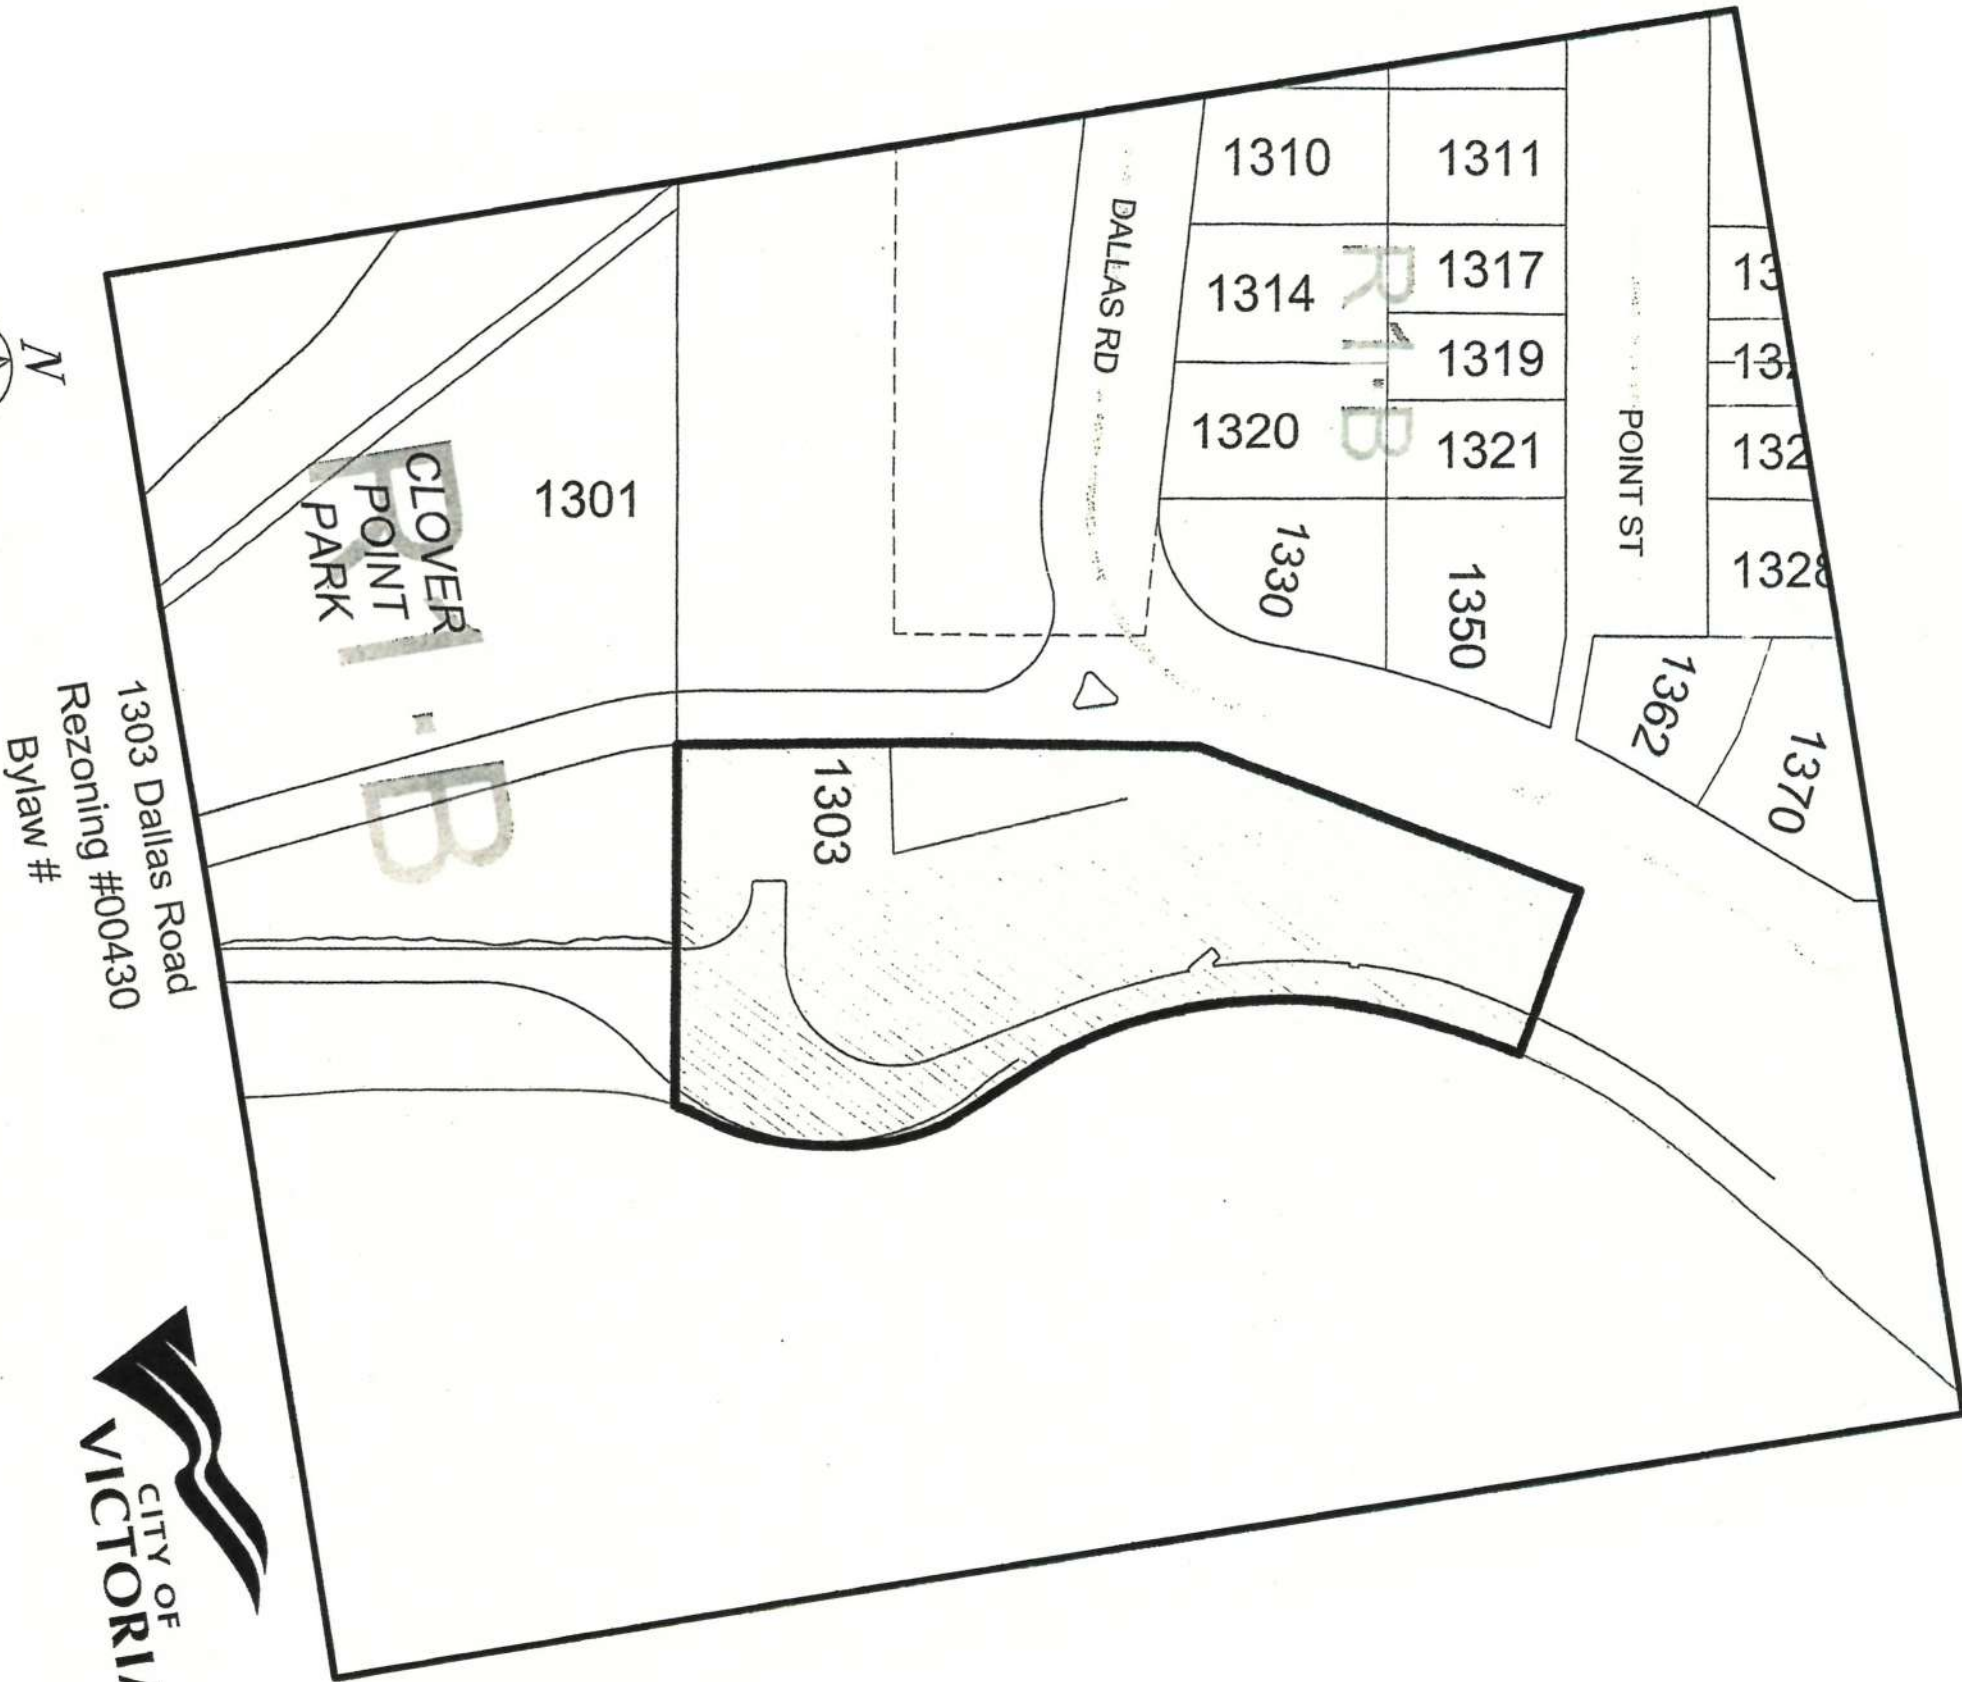 1310
1311
1314
1317
1319
1320
1321
1330
1350
1328
1362
1370
R1-B
DALLAS RD
POINT ST
1301
CLOVER
POINT
PARK
R1-B
1303
N
1303 Dallas Road
Rezoning #00430
Bylaw #
CITY OF
VICTORIA